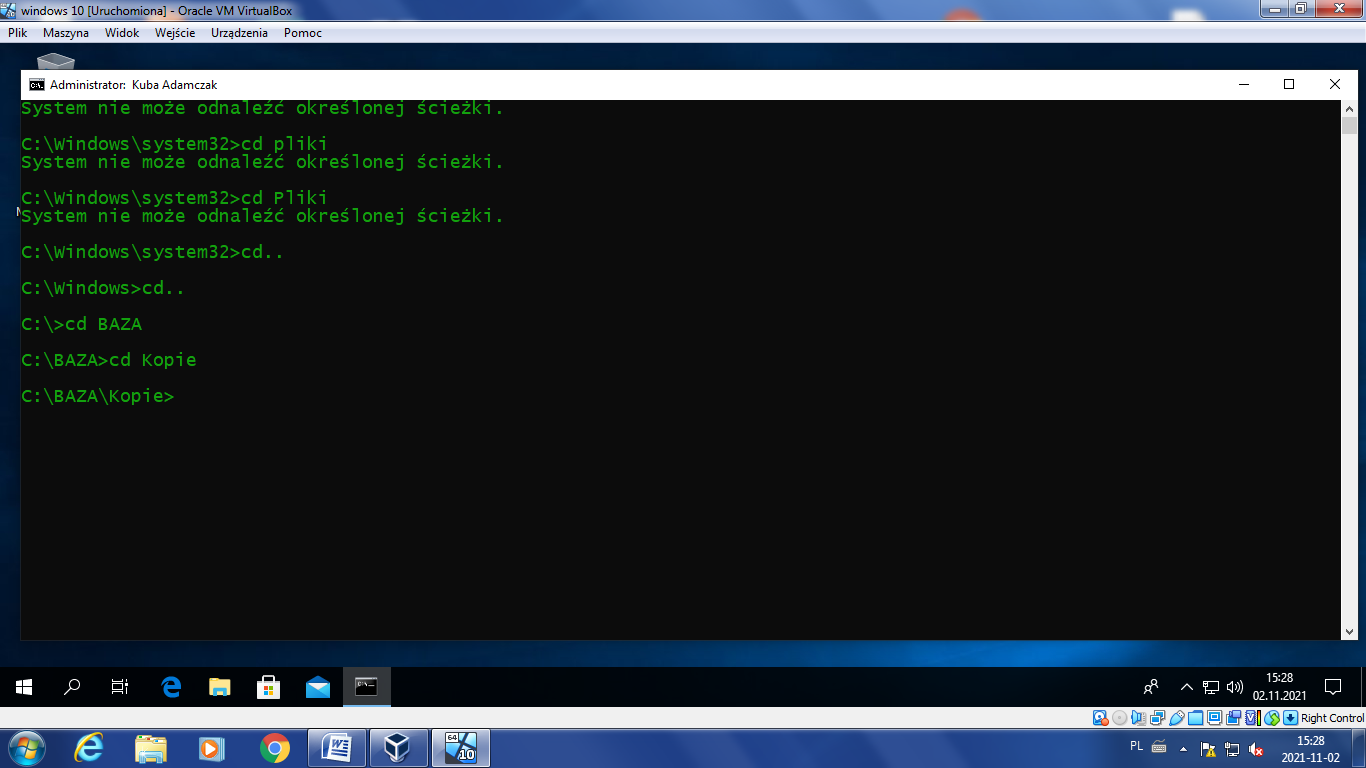 windows 10 [Uruchomiona] - Oracle VM VirtualBox
Plik Maszyna Widok Wejście Urządzenia Pomoc
Administrator: Kuba Adamczak
System nie może odnaleźć określonej ścieżki.
C:\Windows\system32>cd pliki
System nie może odnaleźć określonej ścieżki.
C:\Windows\system32>cd Pliki
System nie może odnaleźć określonej ścieżki.
C:\Windows\system32>cd..
C:\Windows>cd..
C:\>cd BAZA
C:\BAZA>cd Kopie
C:\BAZA\Kopie>
15:28
02.11.2021
Right Control
64
10
PL
15:28
2021-11-02